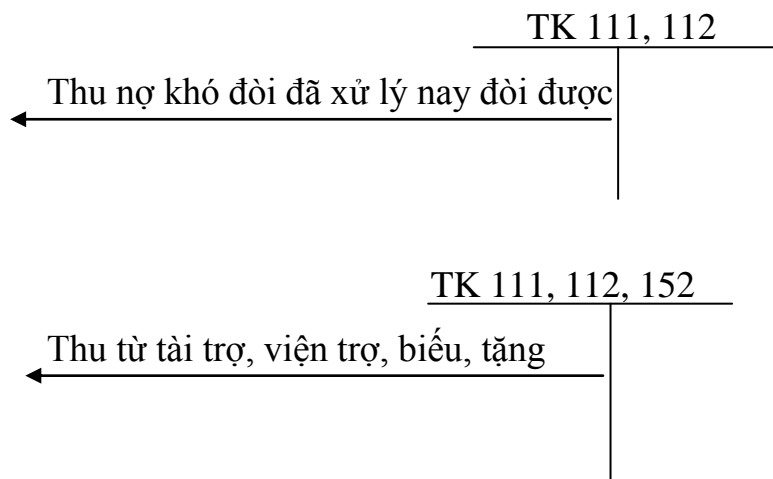 TK 111, 112
Thu nợ khó đòi đã xử lý nay đòi được
TK 111, 112, 152
Thu từ tài trợ, viện trợ, biếu, tặng